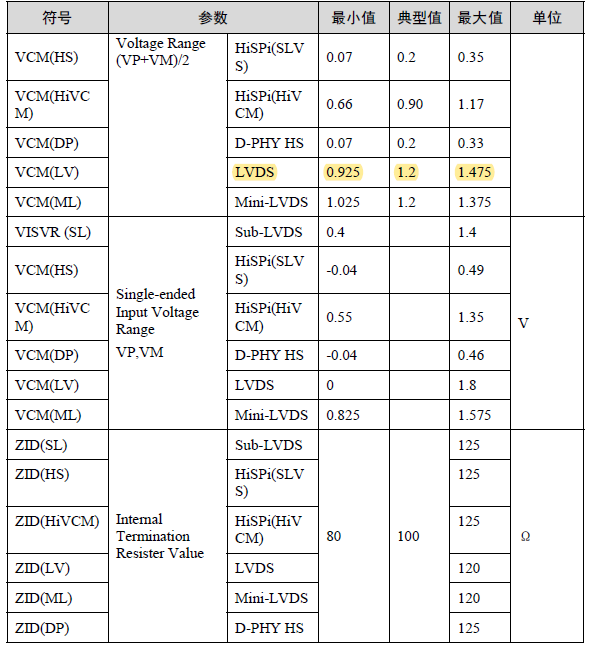 符号 参数 最小值 典型值 最大值 单位
VCM(HS) Voltage Range (VP+VM)/2 HiSPi(SLVS) 0.07 0.2 0.35
VCM(HiVCM) HiSPi(HiVCM) 0.66 0.90 1.17
VCM(DP) D-PHY HS 0.07 0.2 0.33
VCM(LV) LVDS 0.925 1.2 1.475
VCM(ML) Mini-LVDS 1.025 1.2 1.375
VISVR (SL) Single-ended Input Voltage Range VP,VM Sub-LVDS 0.4 1.4 V
VCM(HS) HiSPi(SLVS) -0.04 0.49
VCM(HiVCM) HiSPi(HiVCM) 0.55 1.35
VCM(DP) D-PHY HS -0.04 0.46
VCM(LV) LVDS 0 1.8
VCM(ML) Mini-LVDS 0.825 1.575
ZID(SL) Internal Termination Resister Value Sub-LVDS 80 100 125 Ω
ZID(HS) HiSPi(SLVS) 125
ZID(HiVCM) HiSPi(HiVCM) 125
ZID(LV) LVDS 120
ZID(ML) Mini-LVDS 120
ZID(DP) D-PHY HS 125